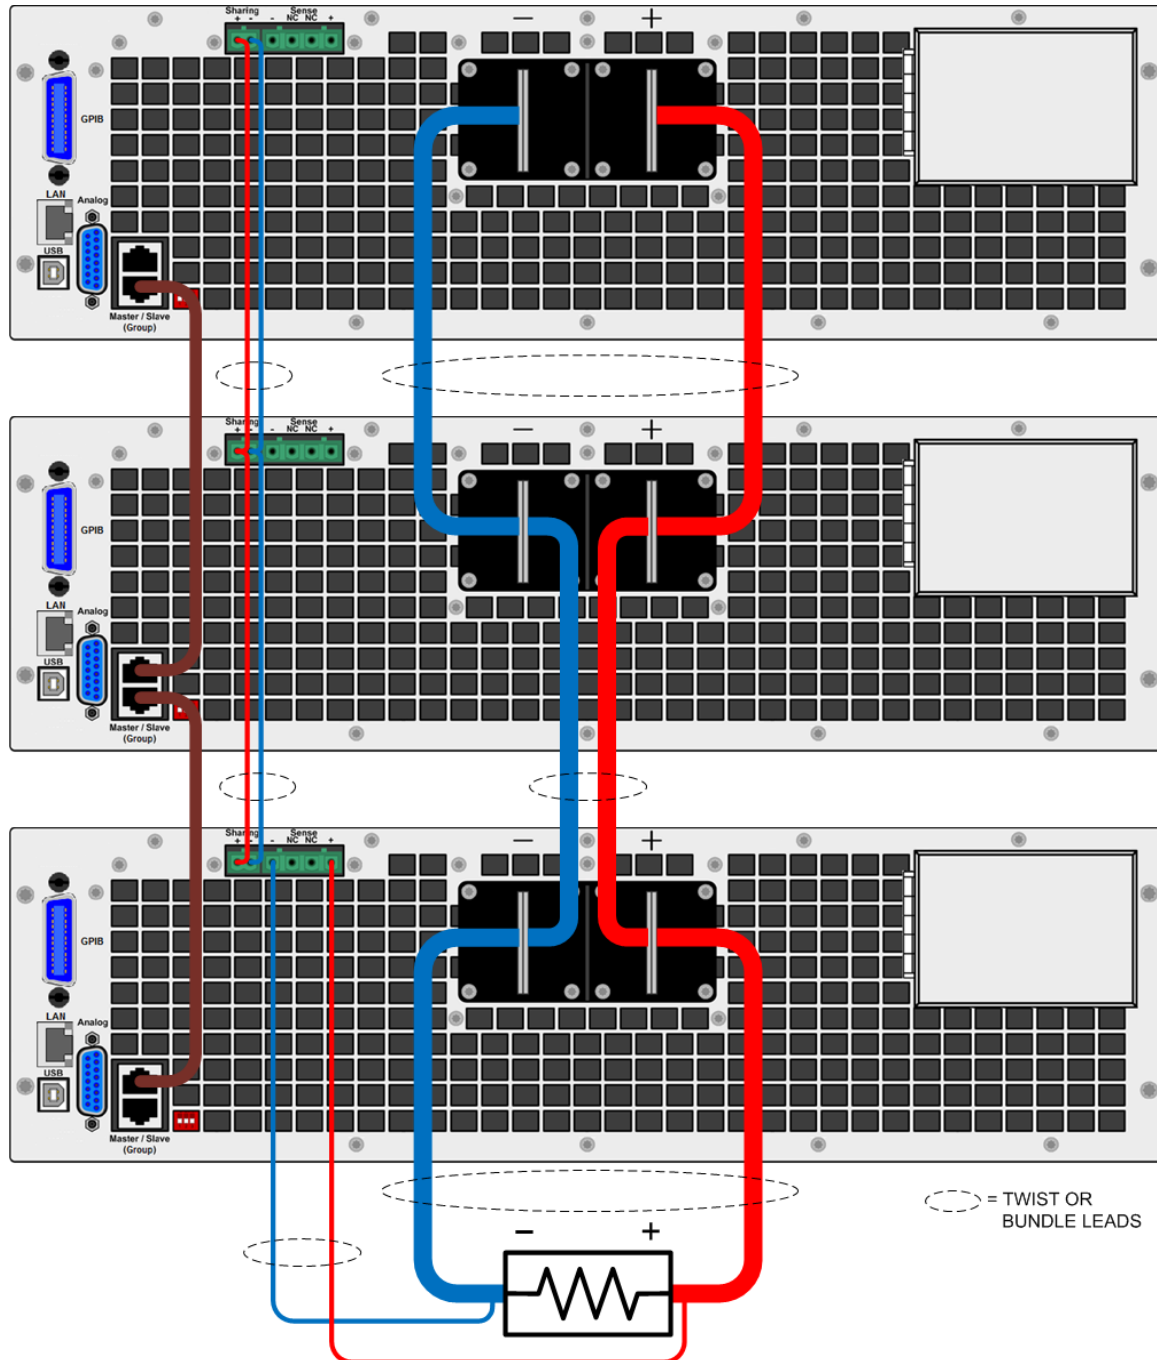 Sharing Sense
+ - - NC NC +
− +
GPIB
LAN
Analog
USB
Master / Slave
(Group)
Sharing Sense
+ - - NC NC +
− +
GPIB
LAN
Analog
USB
Master / Slave
(Group)
Sharing Sense
+ - - NC NC +
− +
GPIB
LAN
Analog
USB
Master / Slave
(Group)
= TWIST OR
BUNDLE LEADS
− +